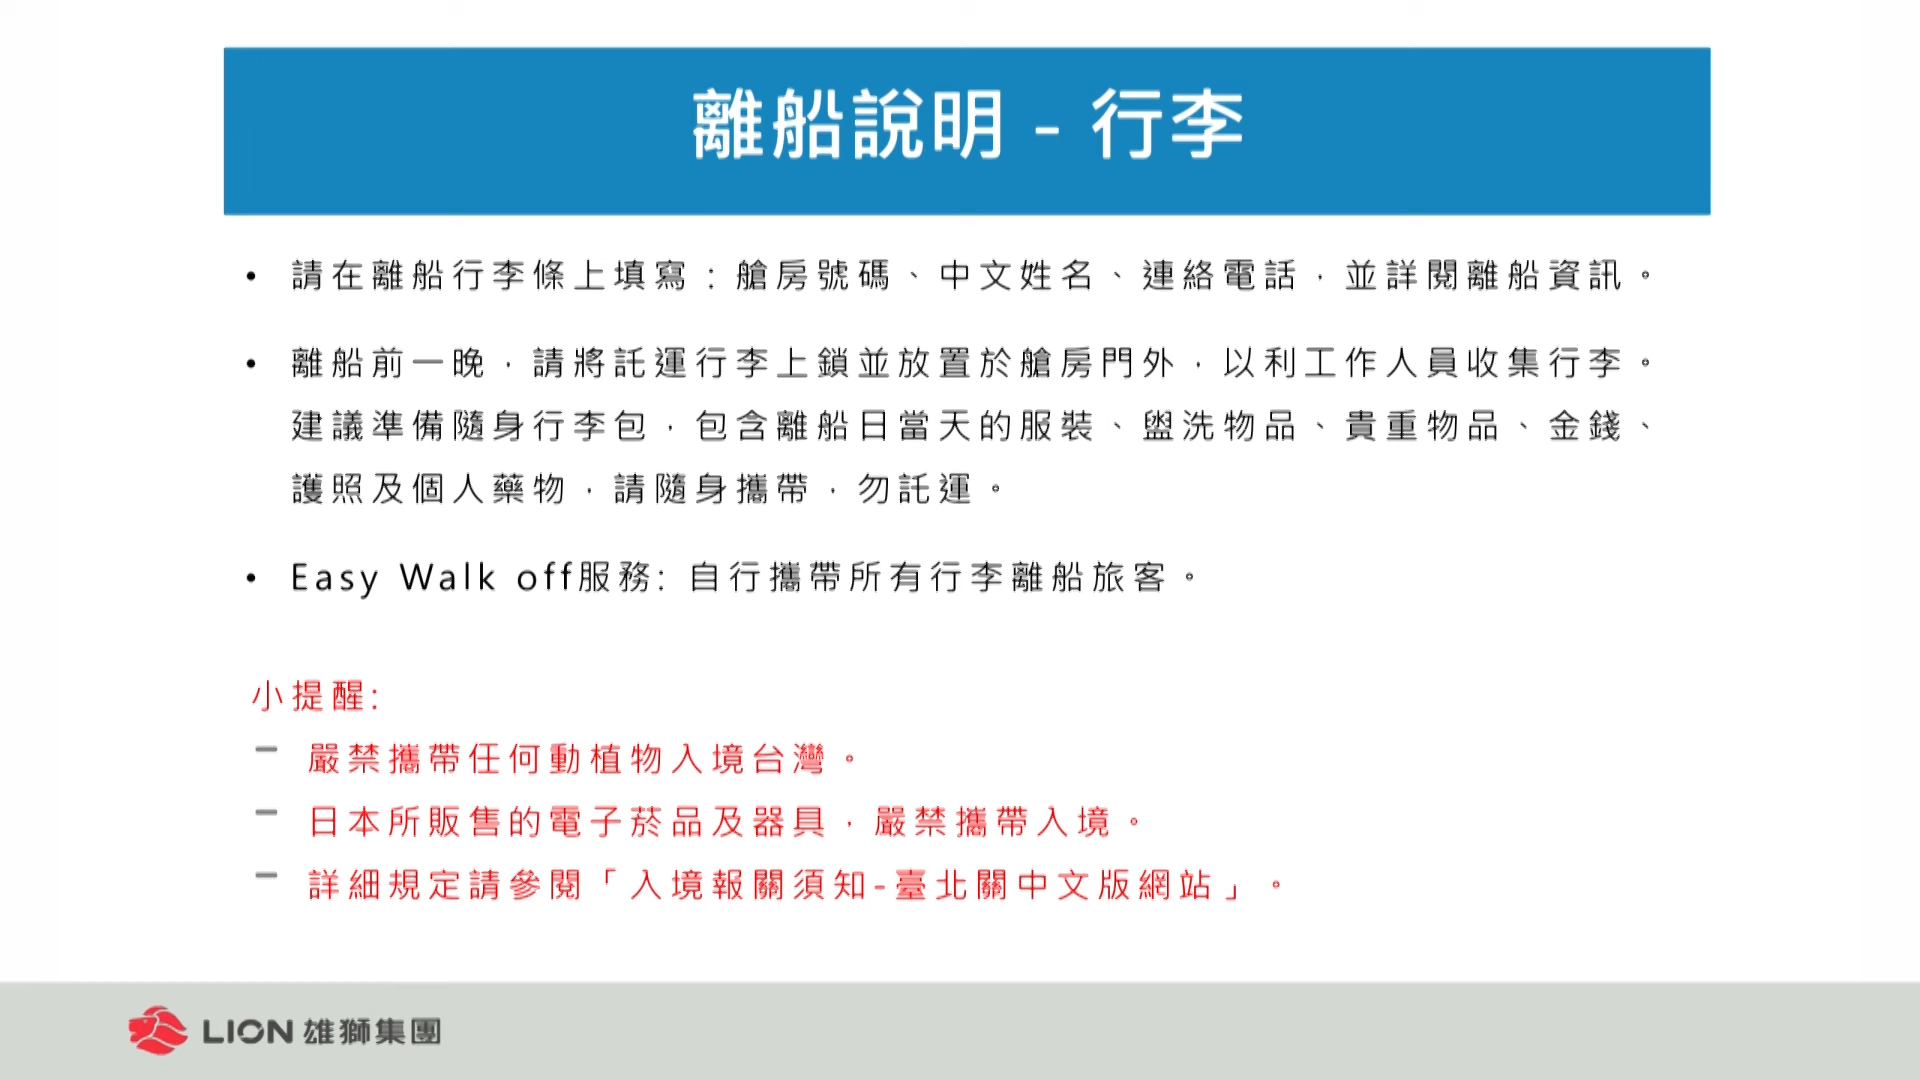 離船說明 - 行李
• 請在離船行李條上填寫：艙房號碼、中文姓名、連絡電話，並詳閱離船資訊。
• 離船前一晚，請將託運行李上鎖並放置於艙房門外，以利工作人員收集行李。
建議準備隨身行李包，包含離船日當天的服裝、盥洗物品、貴重物品、金錢、
護照及個人藥物，請隨身攜帶，勿託運。
• Easy Walk off服務: 自行攜帶所有行李離船旅客。
小提醒:
– 嚴禁攜帶任何動植物入境台灣。
– 日本所販售的電子菸品及器具，嚴禁攜帶入境。
– 詳細規定請參閱「入境報關須知-臺北關中文版網站」。
LION 雄獅集團